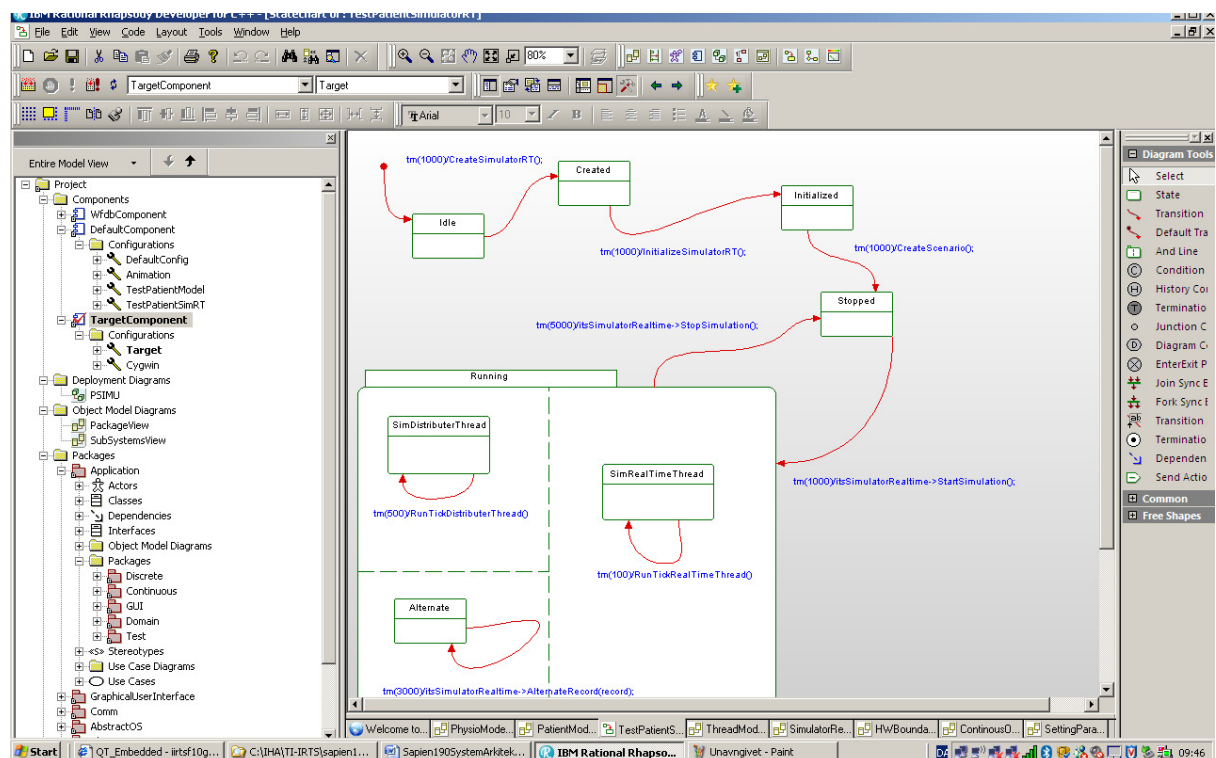 IBM Rational Rhapsody Developer for C++ - [Statechart of : TestPatientSimulatorRT]
File Edit View Code Layout Tools Window Help
80%
TargetComponent Target
Arial 10
Entire Model View
Project
Components
WfdbComponent
DefaultComponent
Configurations
DefaultConfig
Animation
TestPatientModel
TestPatientSimRT
TargetComponent
Configurations
Target
Cygwin
Deployment Diagrams
PSIMU
Object Model Diagrams
PackageView
SubSystemsView
Packages
Application
Actors
Classes
Dependencies
Interfaces
Object Model Diagrams
Packages
Discrete
Continuous
GUI
Domain
Test
«S» Stereotypes
Use Case Diagrams
Use Cases
GraphicalUserInterface
Comm
AbstractOS
tm(1000)/CreateSimulatorRT();
Created
Idle
Initialized
tm(1000)/InitializeSimulatorRT();
tm(1000)/CreateScenario();
Stopped
tm(5000)/itsSimulatorRealtime->StopSimulation();
Running
SimDistributerThread
tm(500)/RunTickDistributerThread()
SimRealTimeThread
tm(1000)/itsSimulatorRealtime->StartSimulation();
tm(100)/RunTickRealTimeThread()
Alternate
tm(3000)/itsSimulatorRealtime->AlternateRecord(record);
Diagram Tools
Select
State
Transition
Default Tra
And Line
Condition
History Co
Terminatio
Junction C
Diagram C
EnterExit P
Join Sync E
Fork Sync E
Transition
Terminatio
Dependen
Send Actio
Common
Free Shapes
Welcome to... PhysioMode... PatientMod... TestPatientS... ThreadMod... SimulatorRe... HWBounda... ContinousO... SettingPara...
Start QT_Embedded - iirtsf10g... C:\IHA\TI-IRTS\sapien1... Sapien190SystemArkitek... IBM Rational Rhapso... Unavngivet - Paint DA 09:46